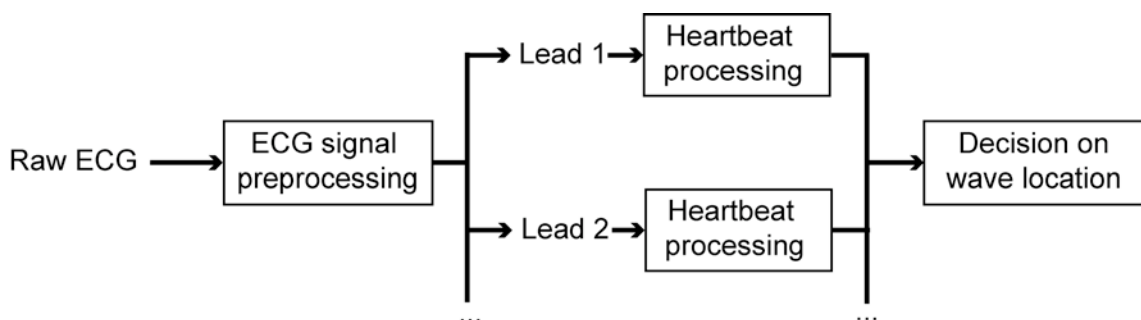 Raw ECG
ECG signal
preprocessing
Lead 1
Heartbeat
processing
Lead 2
Heartbeat
processing
Decision on
wave location
...
...